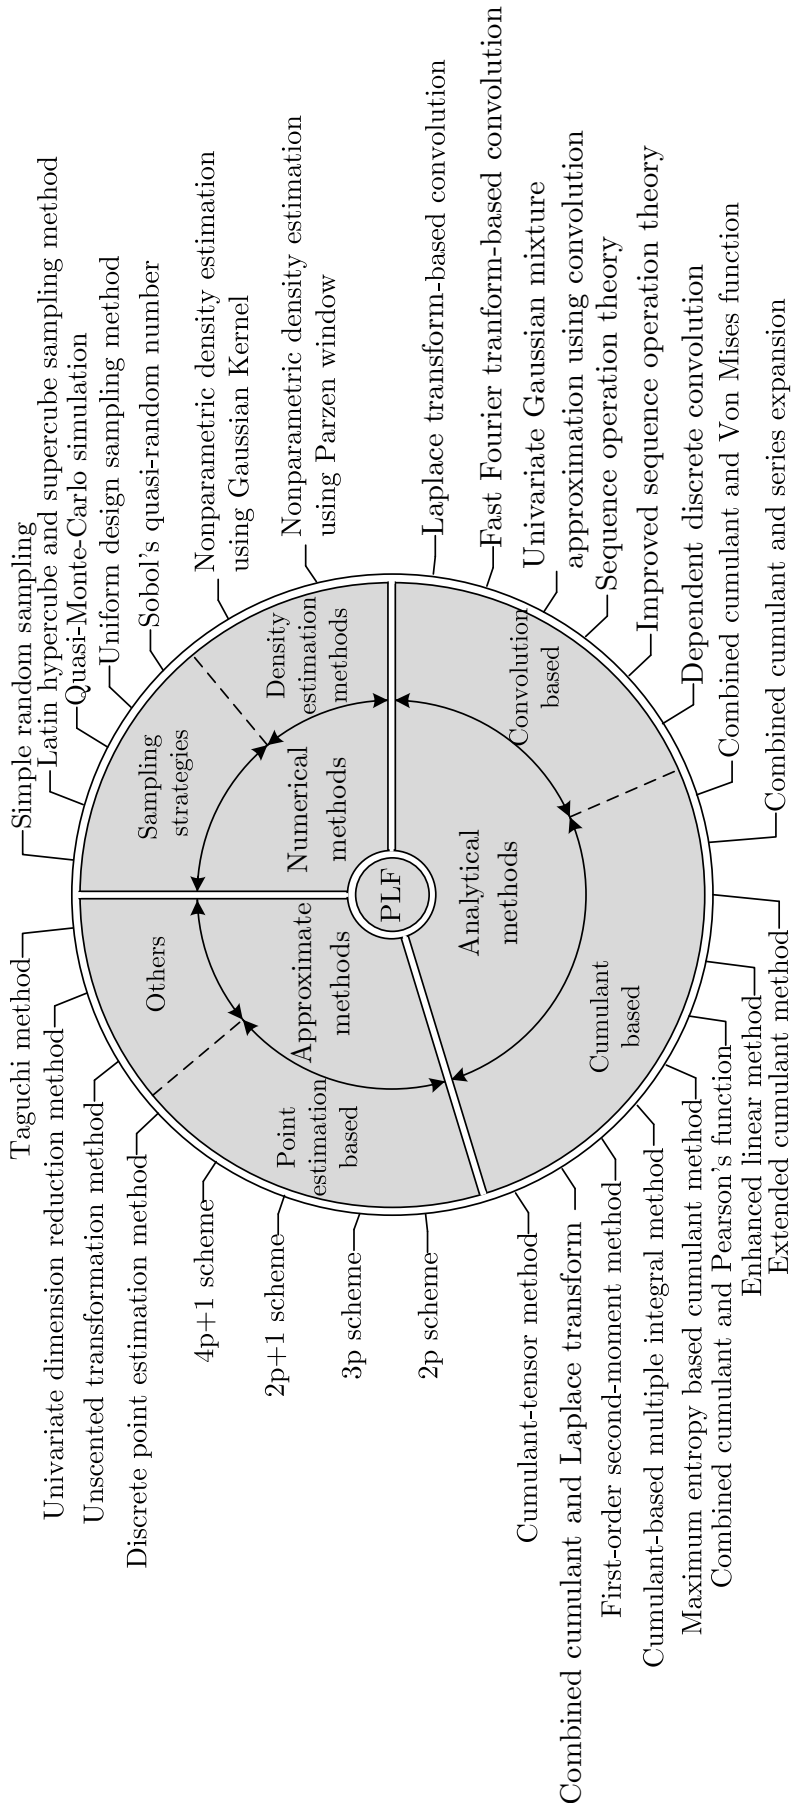 Simple random sampling
Latin hypercube and supercube sampling method
Quasi-Monte-Carlo simulation
Uniform design sampling method
Sobol's quasi-random number
Nonparametric density estimation
using Gaussian Kernel
Nonparametric density estimation
using Parzen window
Laplace transform-based convolution
Fast Fourier tranform-based convolution
Univariate Gaussian mixture
approximation using convolution
Sequence operation theory
Improved sequence operation theory
Dependent discrete convolution
Combined cumulant and Von Mises function
Combined cumulant and series expansion
Sampling
strategies
Density
estimation
methods
Numerical
methods
Convolution
based
PLF
Analytical
methods
Others
Approximate
methods
Point
estimation
based
Cumulant
based
Taguchi method
Univariate dimension reduction method
Unscented transformation method
Discrete point estimation method
4p+1 scheme
2p+1 scheme
3p scheme
2p scheme
Cumulant-tensor method
Combined cumulant and Laplace transform
First-order second-moment method
Cumulant-based multiple integral method
Maximum entropy based cumulant method
Combined cumulant and Pearson's function
Enhanced linear method
Extended cumulant method